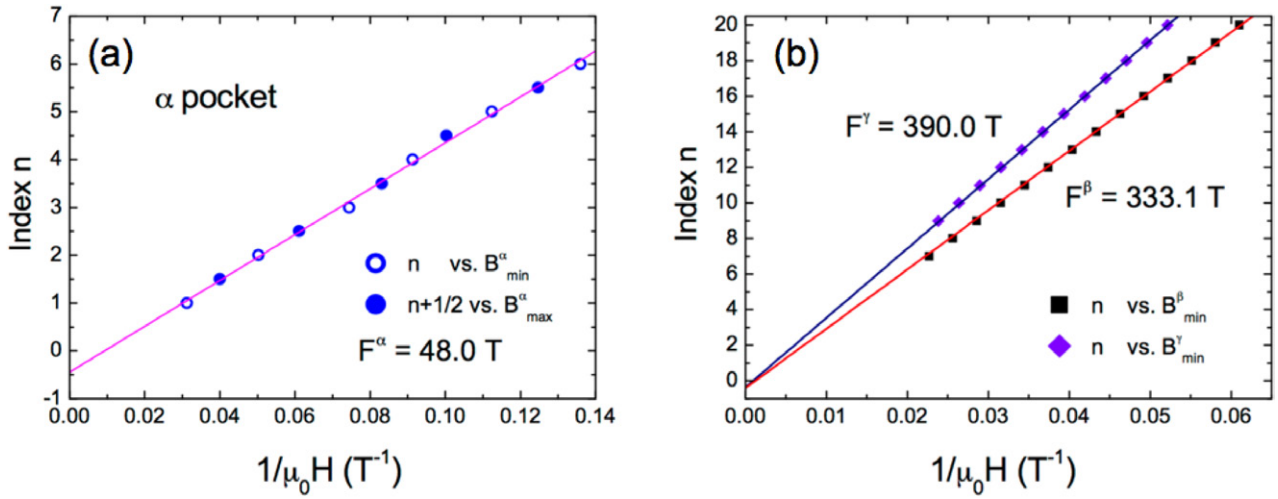 (a)
α pocket
n vs. B^α_min
n+1/2 vs. B^α_max
F^α = 48.0 T
Index n
6
5
4
3
2
1
0
-1
0.00 0.02 0.04 0.06 0.08 0.10 0.12 0.14
1/μ₀H (T⁻¹)
(b)
F^γ = 390.0 T
F^β = 333.1 T
n vs. B^β_min
n vs. B^γ_min
Index n
20
18
16
14
12
10
8
6
4
2
0
0.00 0.01 0.02 0.03 0.04 0.05 0.06
1/μ₀H (T⁻¹)